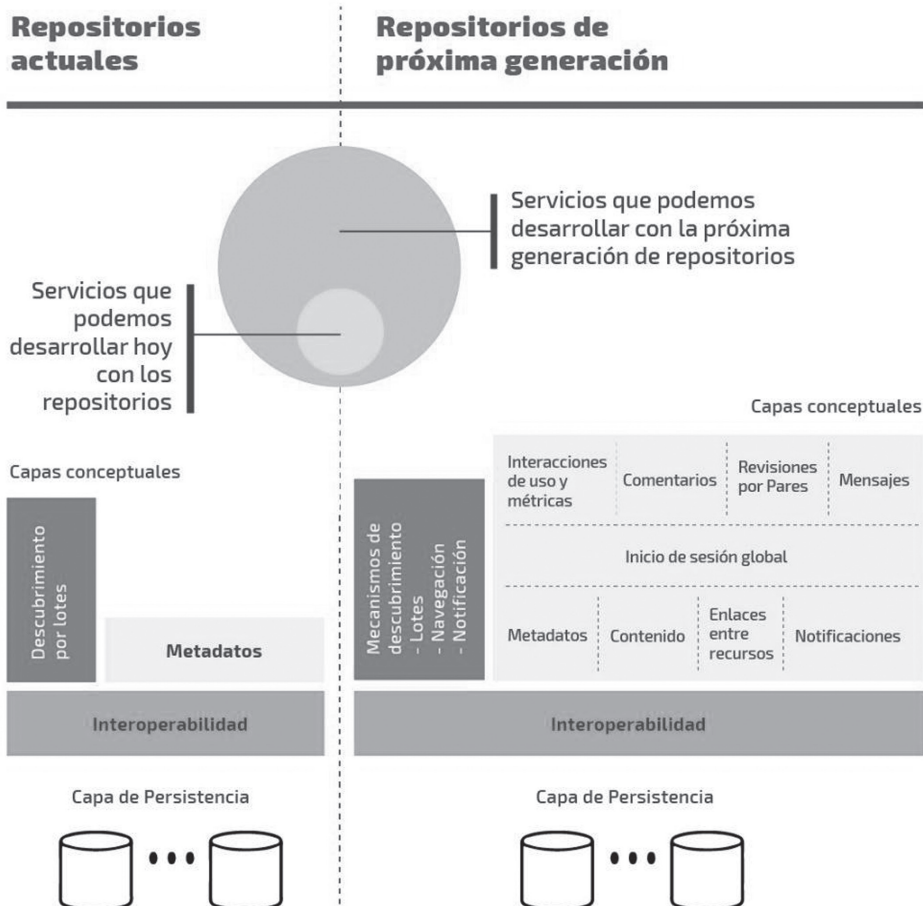 Repositorios
actuales
Repositorios de
próxima generación
Servicios que podemos
desarrollar con la próxima
generación de repositorios
Servicios que
podemos
desarrollar hoy
con los
repositorios
Capas conceptuales
Descubrimiento
por lotes
Metadatos
Interoperabilidad
Capa de Persistencia
Capas conceptuales
Mecanismos de
descubrimiento
- Lotes
- Navegación
- Notificación
Interacciones
de uso y
métricas
Comentarios
Revisiones
por Pares
Mensajes
Inicio de sesión global
Metadatos
Contenido
Enlaces
entre
recursos
Notificaciones
Interoperabilidad
Capa de Persistencia